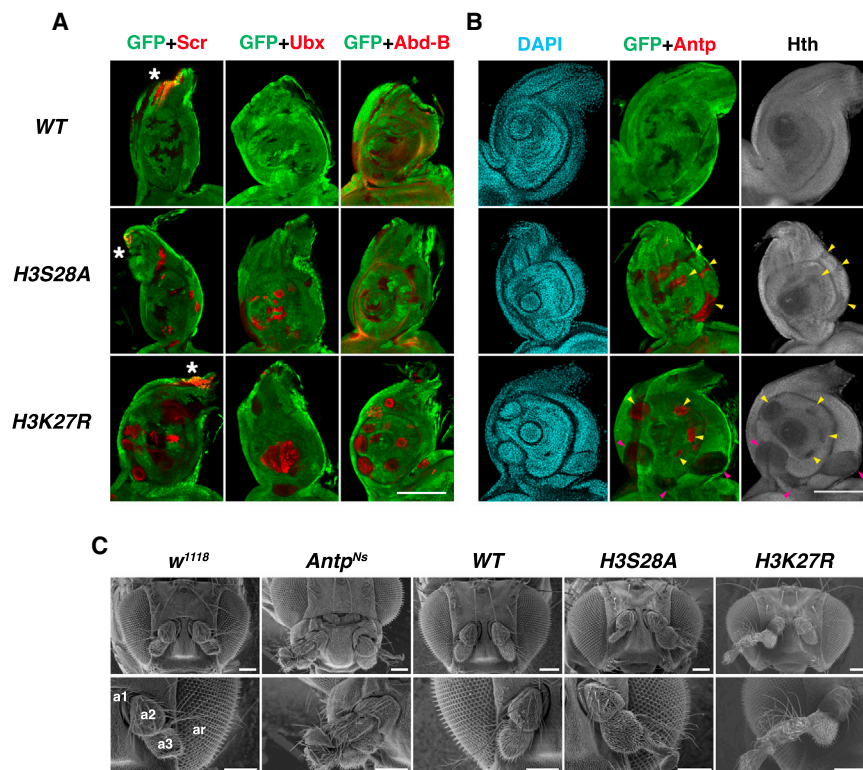 A
B
GFP+Scr GFP+Ubx GFP+Abd-B
DAPI GFP+Antp Hth
*
WT
*
H3S28A
*
H3K27R
C
w1118 AntpNs WT H3S28A H3K27R
a1
a2
ar
a3